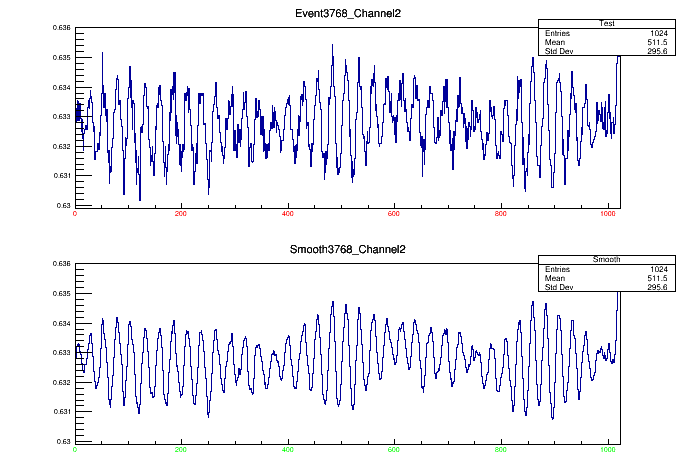 Event3768_Channel2
Test
Entries 1024
Mean 511.5
Std Dev 295.6
0.636
0.635
0.634
0.633
0.632
0.631
0.63
0 200 400 600 800 1000
Smooth3768_Channel2
Smooth
Entries 1024
Mean 511.5
Std Dev 295.6
0.636
0.635
0.634
0.633
0.632
0.631
0.63
0 200 400 600 800 1000